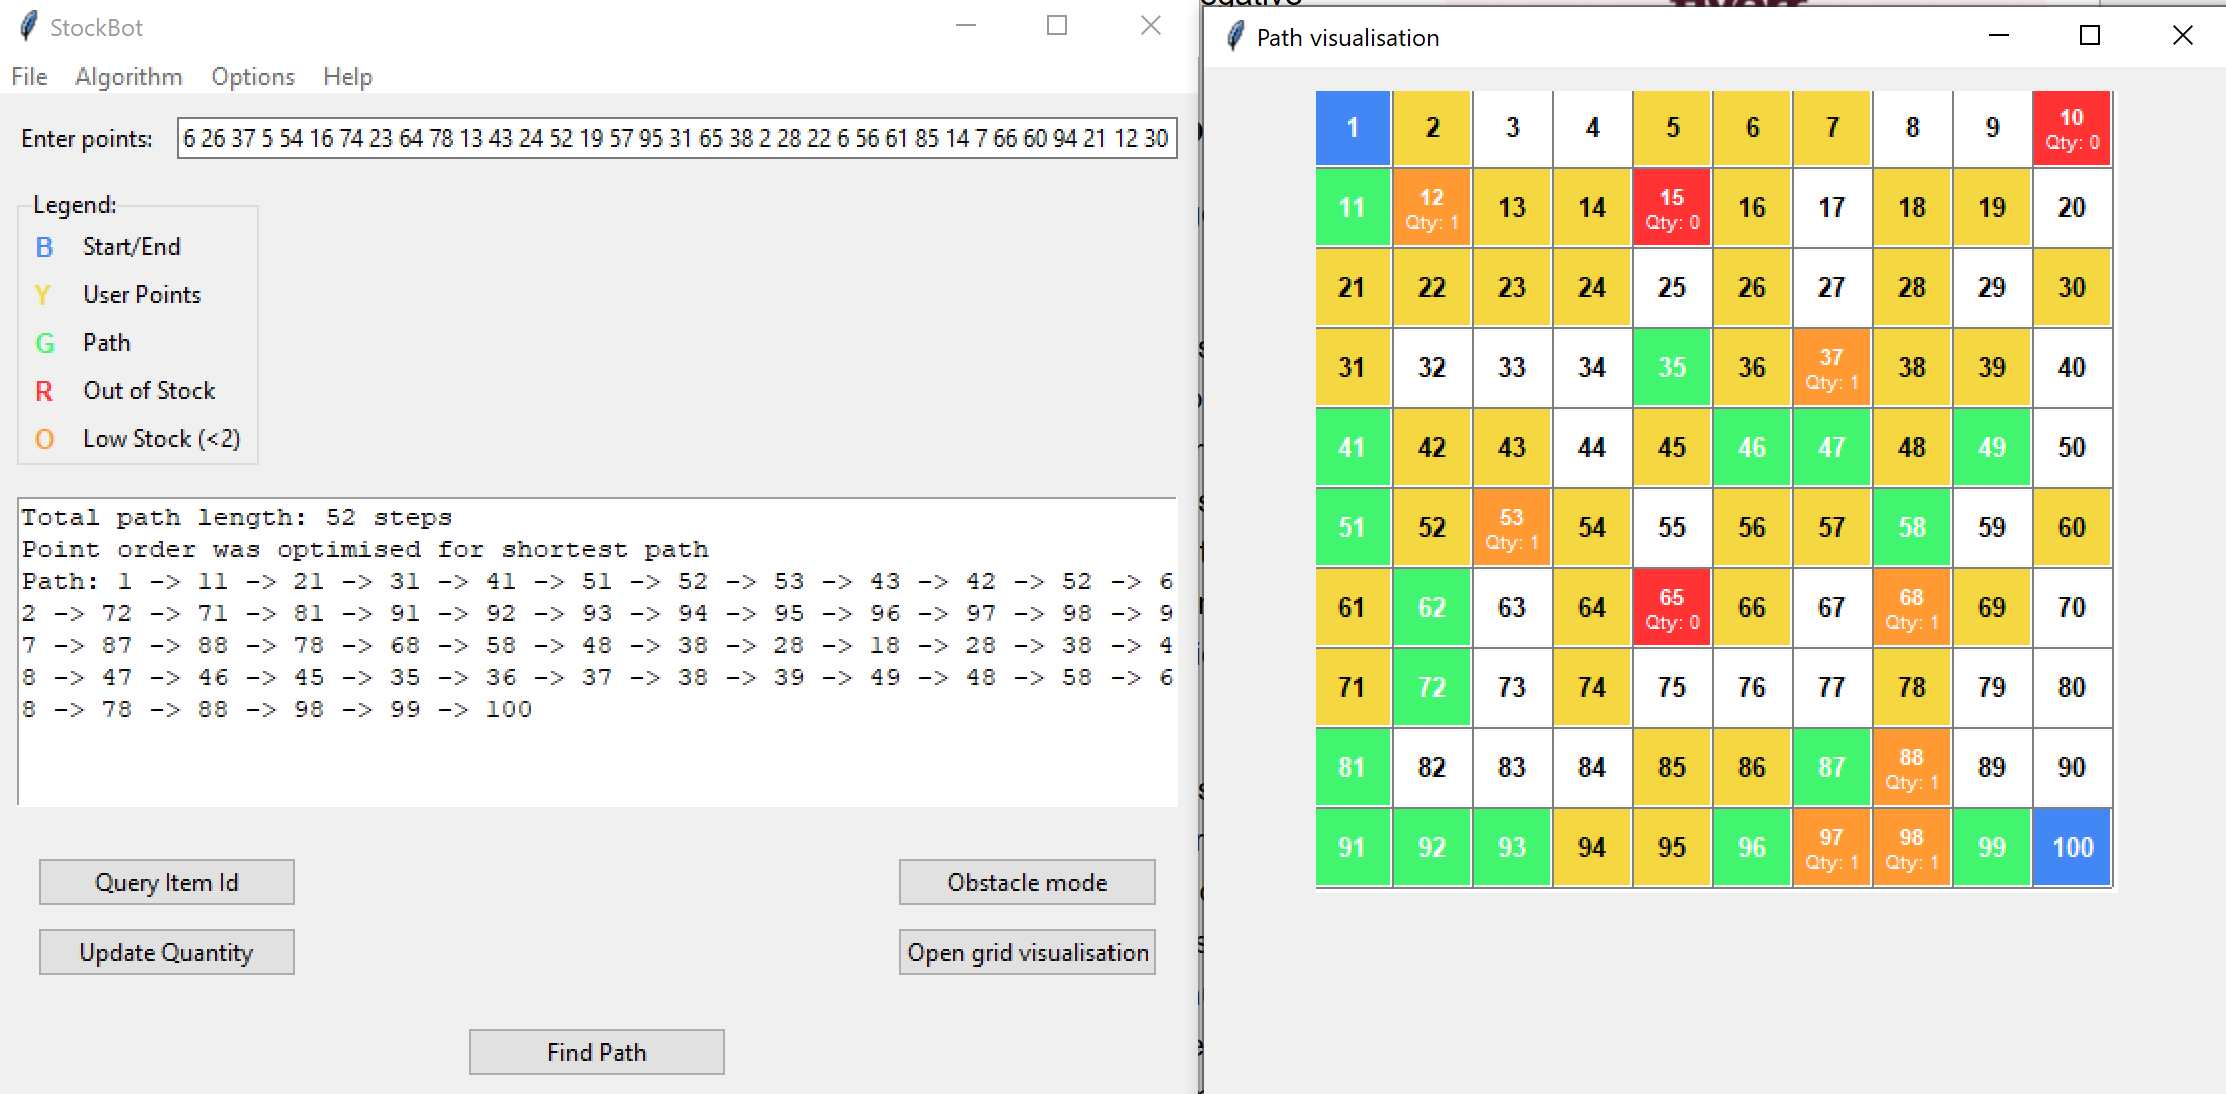 StockBot
File Algorithm Options Help
Enter points: 6 26 37 5 54 16 74 23 64 78 13 43 24 52 19 57 95 31 65 38 2 28 22 6 56 61 85 14 7 66 60 94 21 12 30
Legend:
B Start/End
Y User Points
G Path
R Out of Stock
O Low Stock (<2)
Total path length: 52 steps
Point order was optimised for shortest path
Path: 1 -> 11 -> 21 -> 31 -> 41 -> 51 -> 52 -> 53 -> 43 -> 42 -> 52 -> 6
2 -> 72 -> 71 -> 81 -> 91 -> 92 -> 93 -> 94 -> 95 -> 96 -> 97 -> 98 -> 9
7 -> 87 -> 88 -> 78 -> 68 -> 58 -> 48 -> 38 -> 28 -> 18 -> 28 -> 38 -> 4
8 -> 47 -> 46 -> 45 -> 35 -> 36 -> 37 -> 38 -> 39 -> 49 -> 48 -> 58 -> 6
8 -> 78 -> 88 -> 98 -> 99 -> 100
Query Item Id
Obstacle mode
Update Quantity
Open grid visualisation
Find Path
Path visualisation
1 2 3 4 5 6 7 8 9 10
Qty: 0
11 12 13 14 15 16 17 18 19 20
Qty: 1 Qty: 0
21 22 23 24 25 26 27 28 29 30
31 32 33 34 35 36 37 38 39 40
Qty: 1
41 42 43 44 45 46 47 48 49 50
51 52 53 54 55 56 57 58 59 60
Qty: 1
61 62 63 64 65 66 67 68 69 70
Qty: 0 Qty: 1
71 72 73 74 75 76 77 78 79 80
81 82 83 84 85 86 87 88 89 90
Qty: 1
91 92 93 94 95 96 97 98 99 100
Qty: 1 Qty: 1